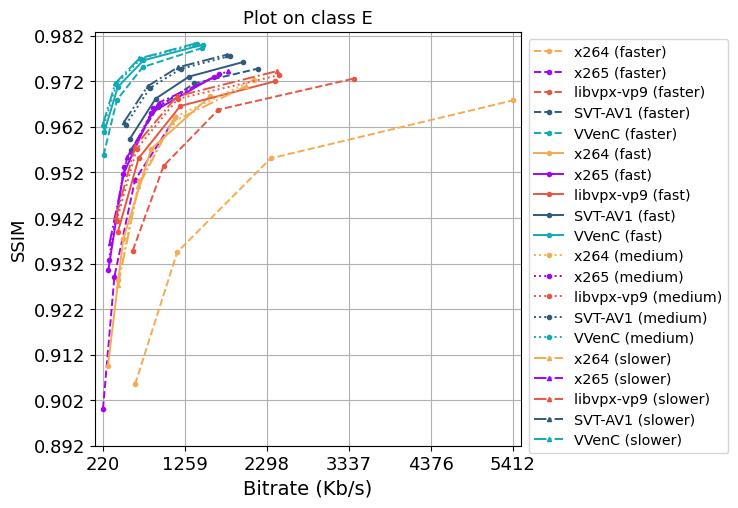 Plot on class E
0.982
0.972
0.962
0.952
0.942
0.932
0.922
0.912
0.902
0.892
SSIM
220 1259 2298 3337 4376 5412
Bitrate (Kb/s)
x264 (faster)
x265 (faster)
libvpx-vp9 (faster)
SVT-AV1 (faster)
VVenC (faster)
x264 (fast)
x265 (fast)
libvpx-vp9 (fast)
SVT-AV1 (fast)
VVenC (fast)
x264 (medium)
x265 (medium)
libvpx-vp9 (medium)
SVT-AV1 (medium)
VVenC (medium)
x264 (slower)
x265 (slower)
libvpx-vp9 (slower)
SVT-AV1 (slower)
VVenC (slower)